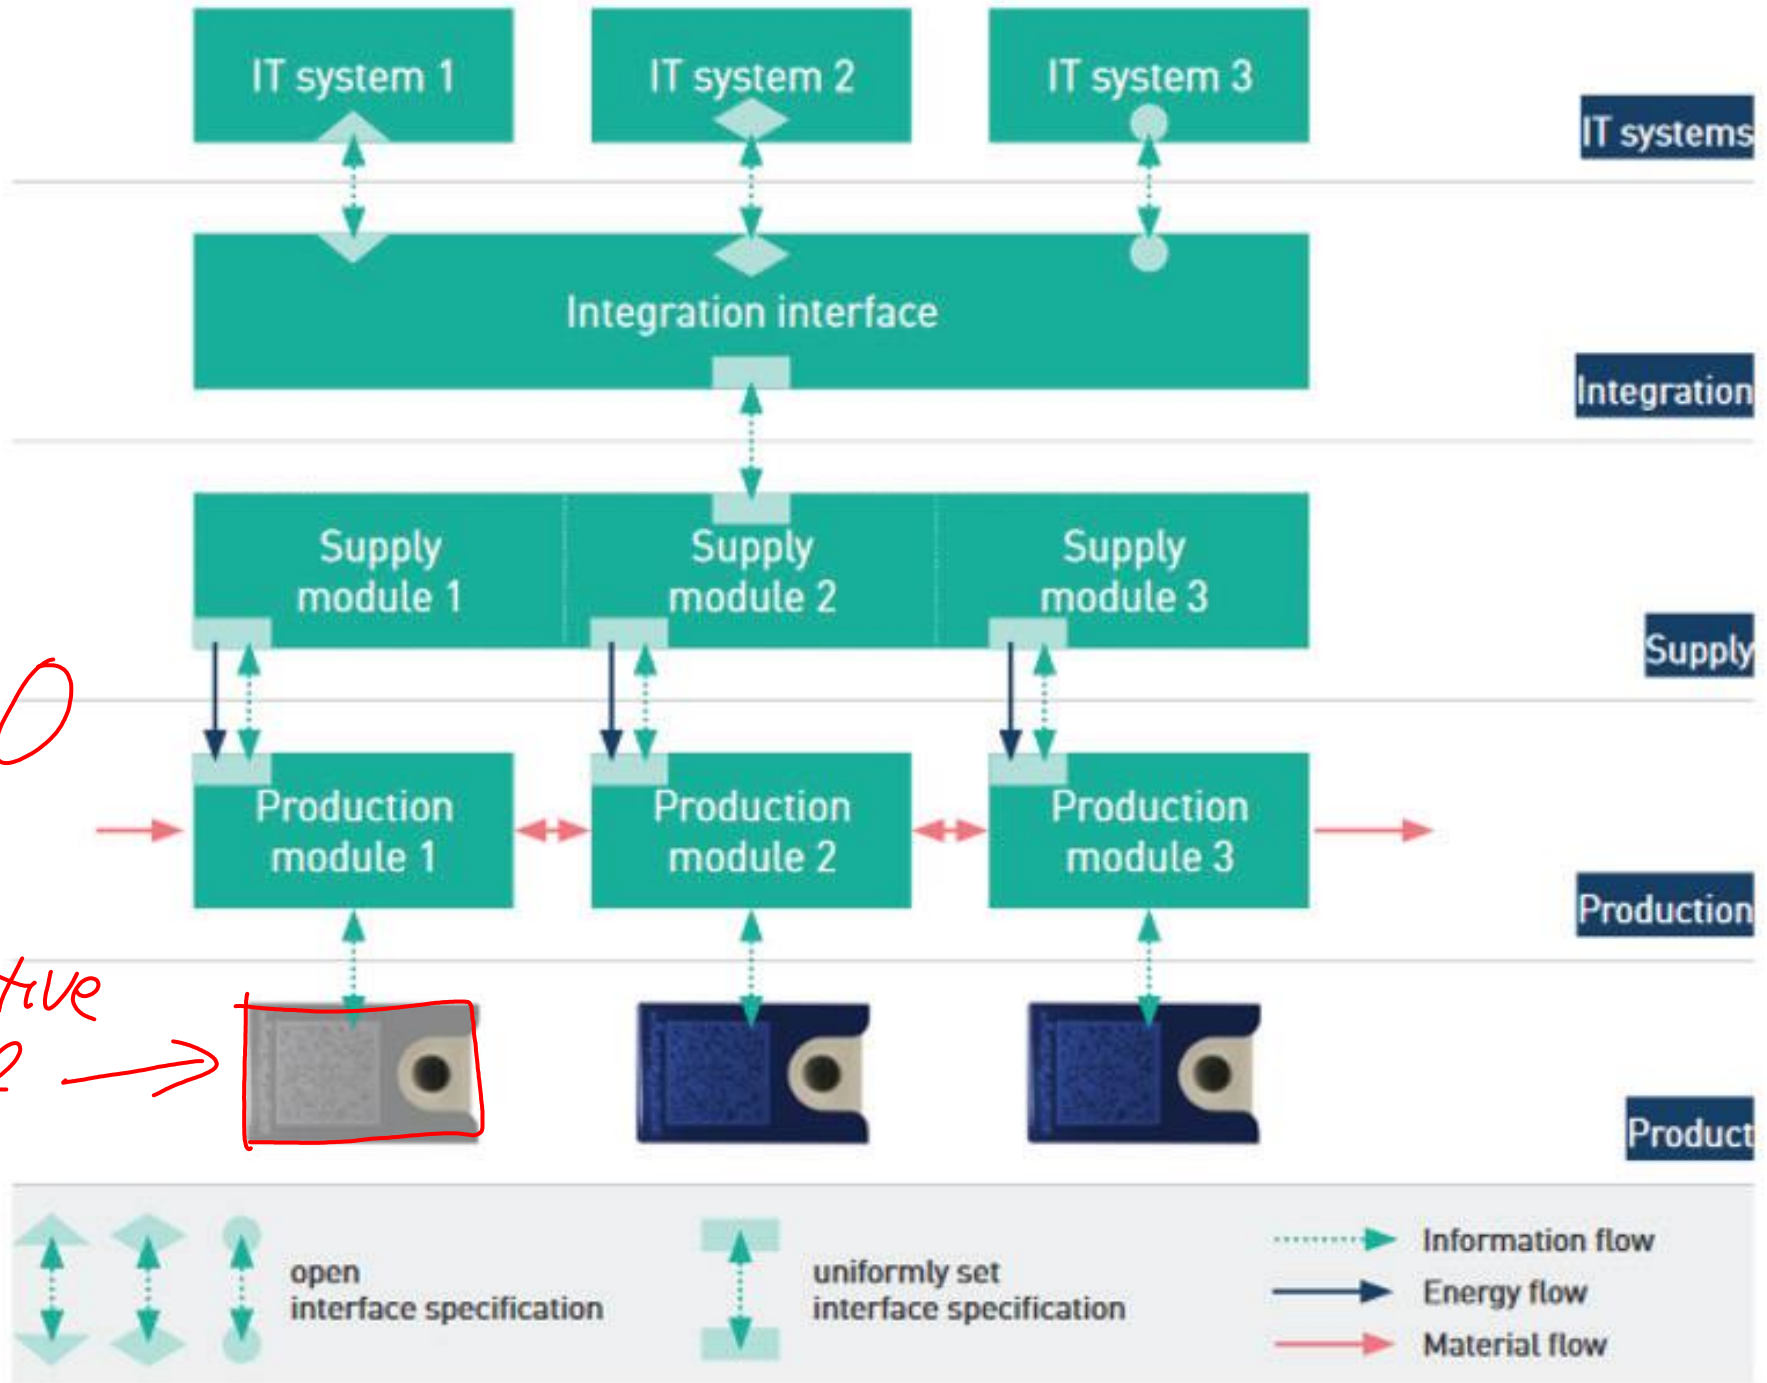 IT system 1
IT system 2
IT system 3
IT systems
Integration interface
Integration
Supply
module 1
Supply
module 2
Supply
module 3
Supply
Production
module 1
Production
module 2
Production
module 3
Production
Product
open
interface specification
uniformly set
interface specification
Information flow
Energy flow
Material flow